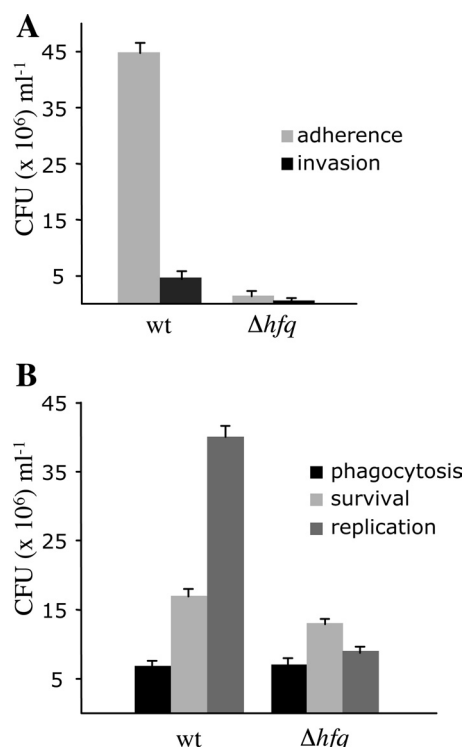 A
CFU (x 10⁶) ml⁻¹
45
35
25
15
5
adherence
invasion
wt Δhfq
B
CFU (x 10⁶) ml⁻¹
45
35
25
15
5
phagocytosis
survival
replication
wt Δhfq